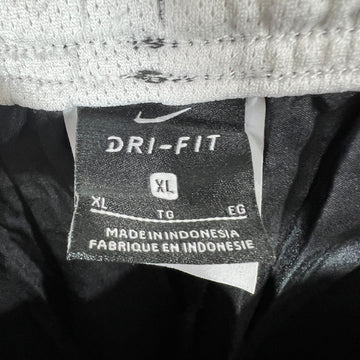 DRI-FIT
XL
XL TG EG
MADE IN INDONESIA
FABRIQUE EN INDONESIE